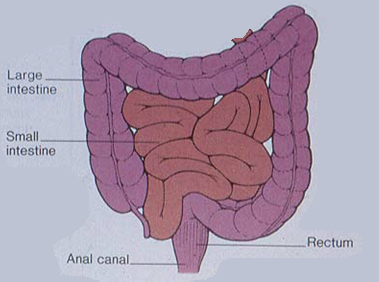 Large
intestine
Small
intestine
Rectum
Anal canal